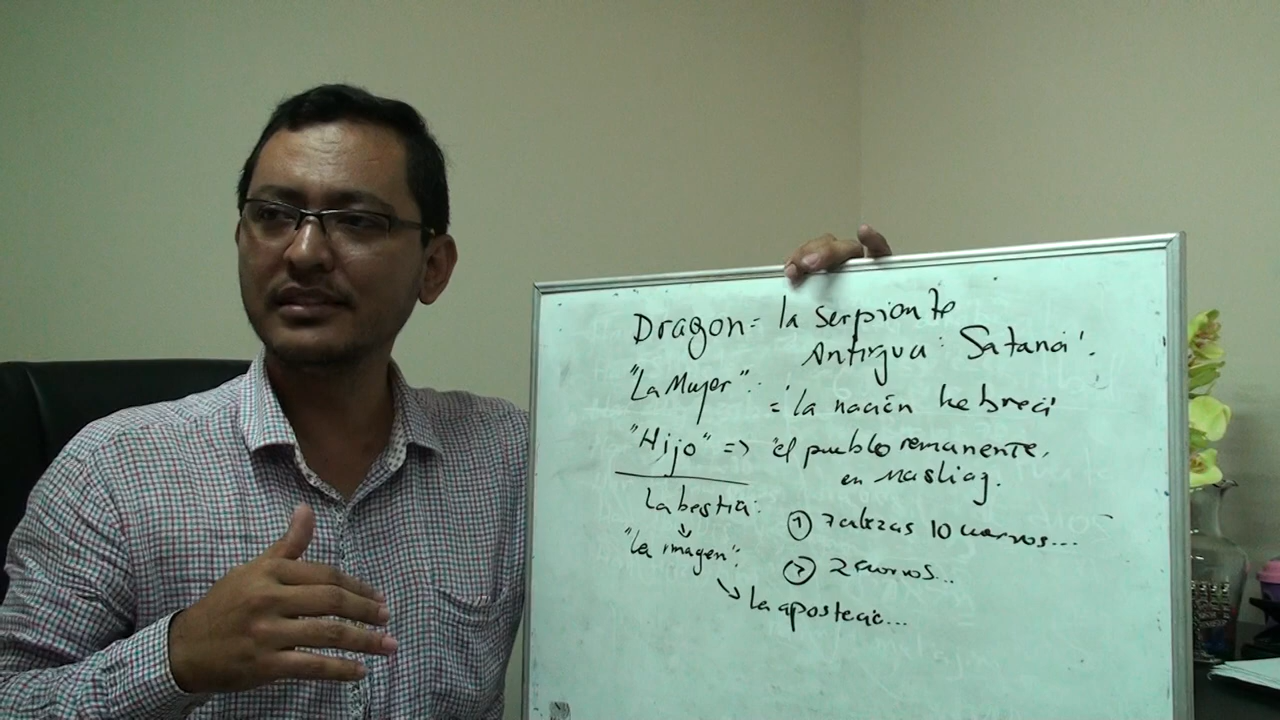 Dragon = la serpiente
Antigua: Satanás.
"La Mujer":
= la nación hebrea
"Hijo" => "el pueblo remanente,
en Mashiaj.
La bestia: ① 7 cabezas 10 cuernos...
"La imagen": ② 2 cuernos...
La apostacia...